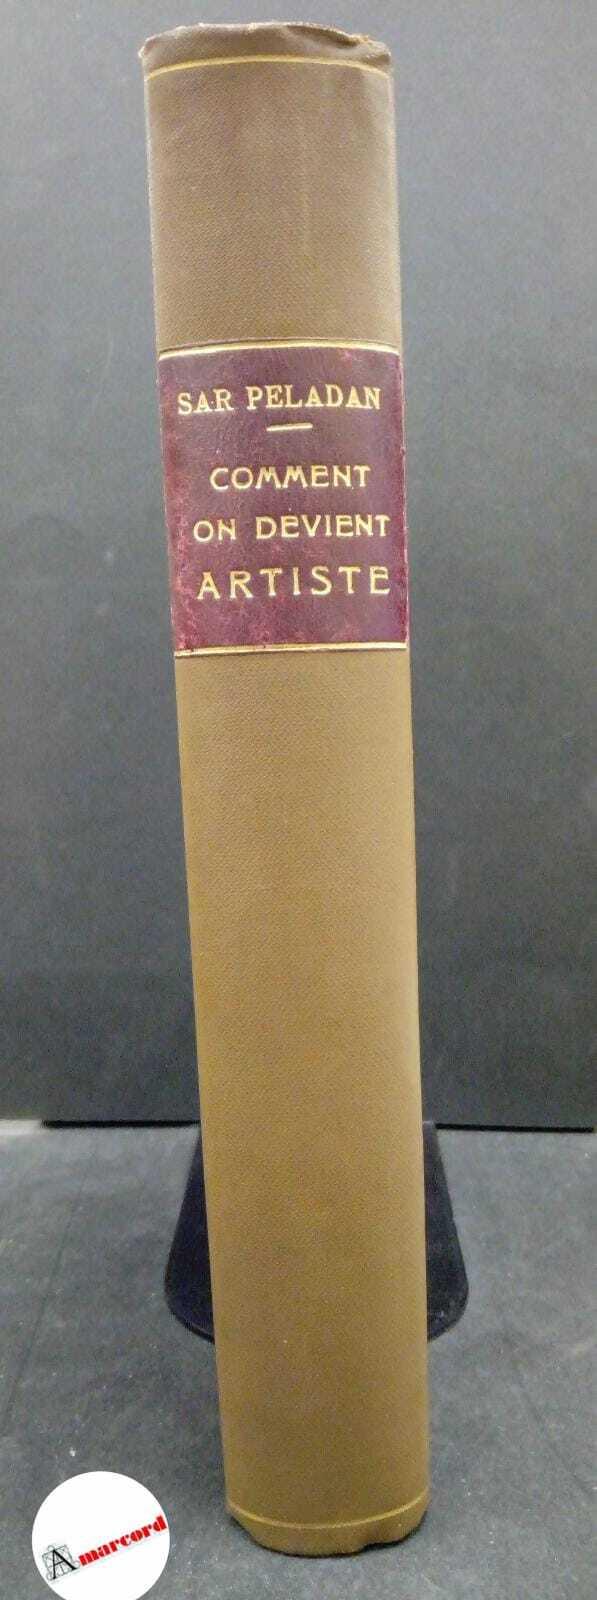 SAR PELADAN
COMMENT
ON DEVIENT
ARTISTE
Amarcord